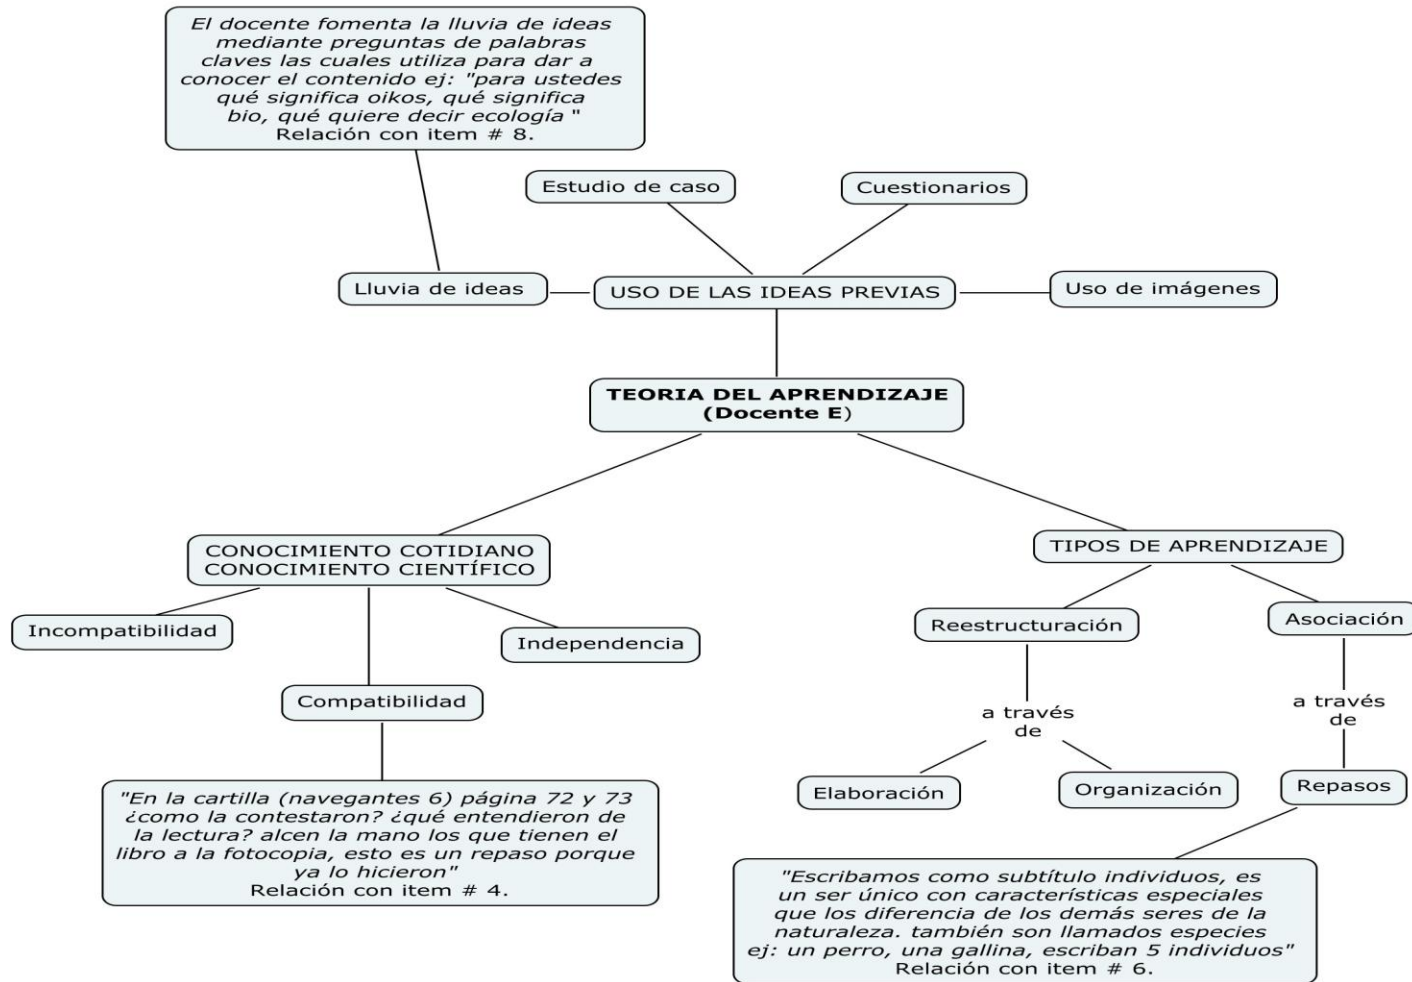 El docente fomenta la lluvia de ideas
mediante preguntas de palabras
claves las cuales utiliza para dar a
conocer el contenido ej: "para ustedes
qué significa oikos, qué significa
bio, qué quiere decir ecología "
Relación con item # 8.
Estudio de caso
Cuestionarios
Lluvia de ideas
USO DE LAS IDEAS PREVIAS
Uso de imágenes
TEORIA DEL APRENDIZAJE
(Docente E)
CONOCIMIENTO COTIDIANO
CONOCIMIENTO CIENTÍFICO
Incompatibilidad
Independencia
Compatibilidad
"En la cartilla (navegantes 6) página 72 y 73
¿como la contestaron? ¿qué entendieron de
la lectura? alcen la mano los que tienen el
libro a la fotocopia, esto es un repaso porque
ya lo hicieron"
Relación con item # 4.
TIPOS DE APRENDIZAJE
Reestructuración
Asociación
a través
de
a través
de
Elaboración
Organización
Repasos
"Escribamos como subtítulo individuos, es
un ser único con características especiales
que los diferencia de los demás seres de la
naturaleza. también son llamados especies
ej: un perro, una gallina, escriban 5 individuos"
Relación con item # 6.